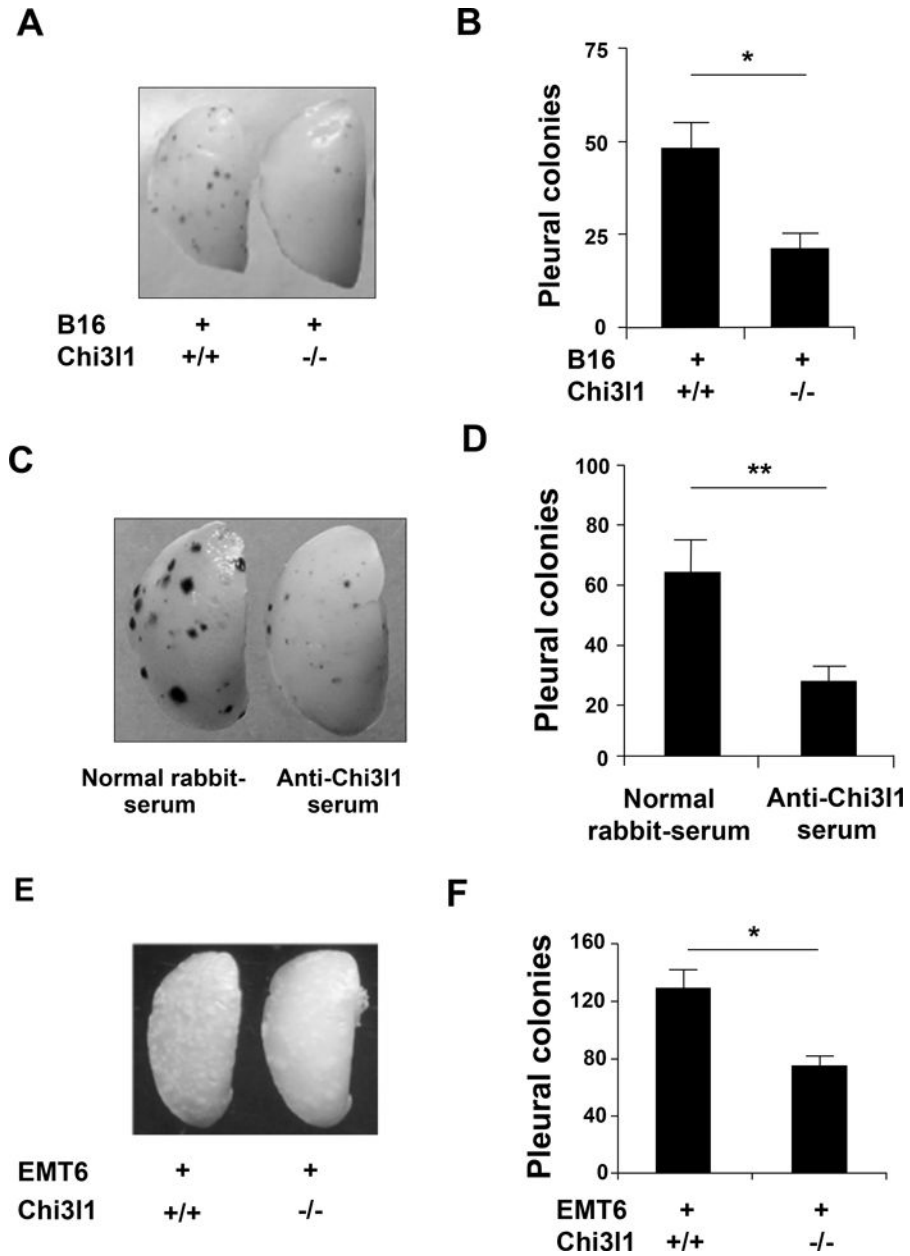 A
B16 + +
Chi3l1 +/+ -/-
B
Pleural colonies
75
50
25
0
*
B16 + +
Chi3l1 +/+ -/-
C
Normal rabbit- Anti-Chi3l1
serum serum
D
Pleural colonies
100
80
60
40
20
0
**
Normal Anti-Chi3l1
rabbit-serum serum
E
EMT6 + +
Chi3l1 +/+ -/-
F
Pleural colonies
160
120
80
40
0
*
EMT6 + +
Chi3l1 +/+ -/-